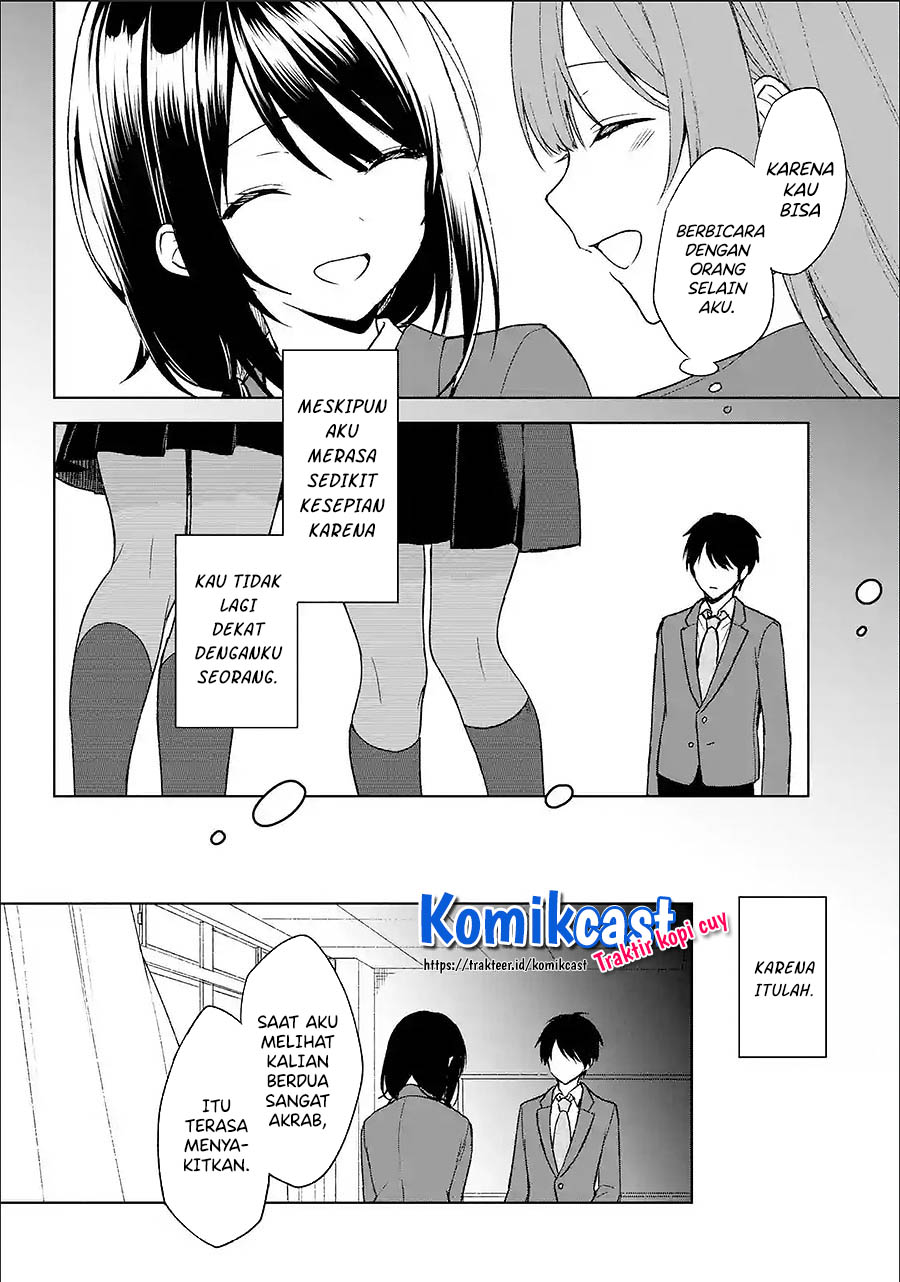 KARENA
KAU
BISA
BERBICARA
DENGAN
ORANG
SELAIN
AKU.
MESKIPUN
AKU
MERASA
SEDIKIT
KESEPIAN
KARENA
KAU TIDAK
LAGI
DEKAT
DENGANKU
SEORANG.
Komikcast
https://trakteer.id/komikcast
Traktir kopi cuy
KARENA
ITULAH.
SAAT AKU
MELIHAT
KALIAN
BERDUA
SANGAT
AKRAB,
ITU
TERASA
MENYA-
KITKAN.